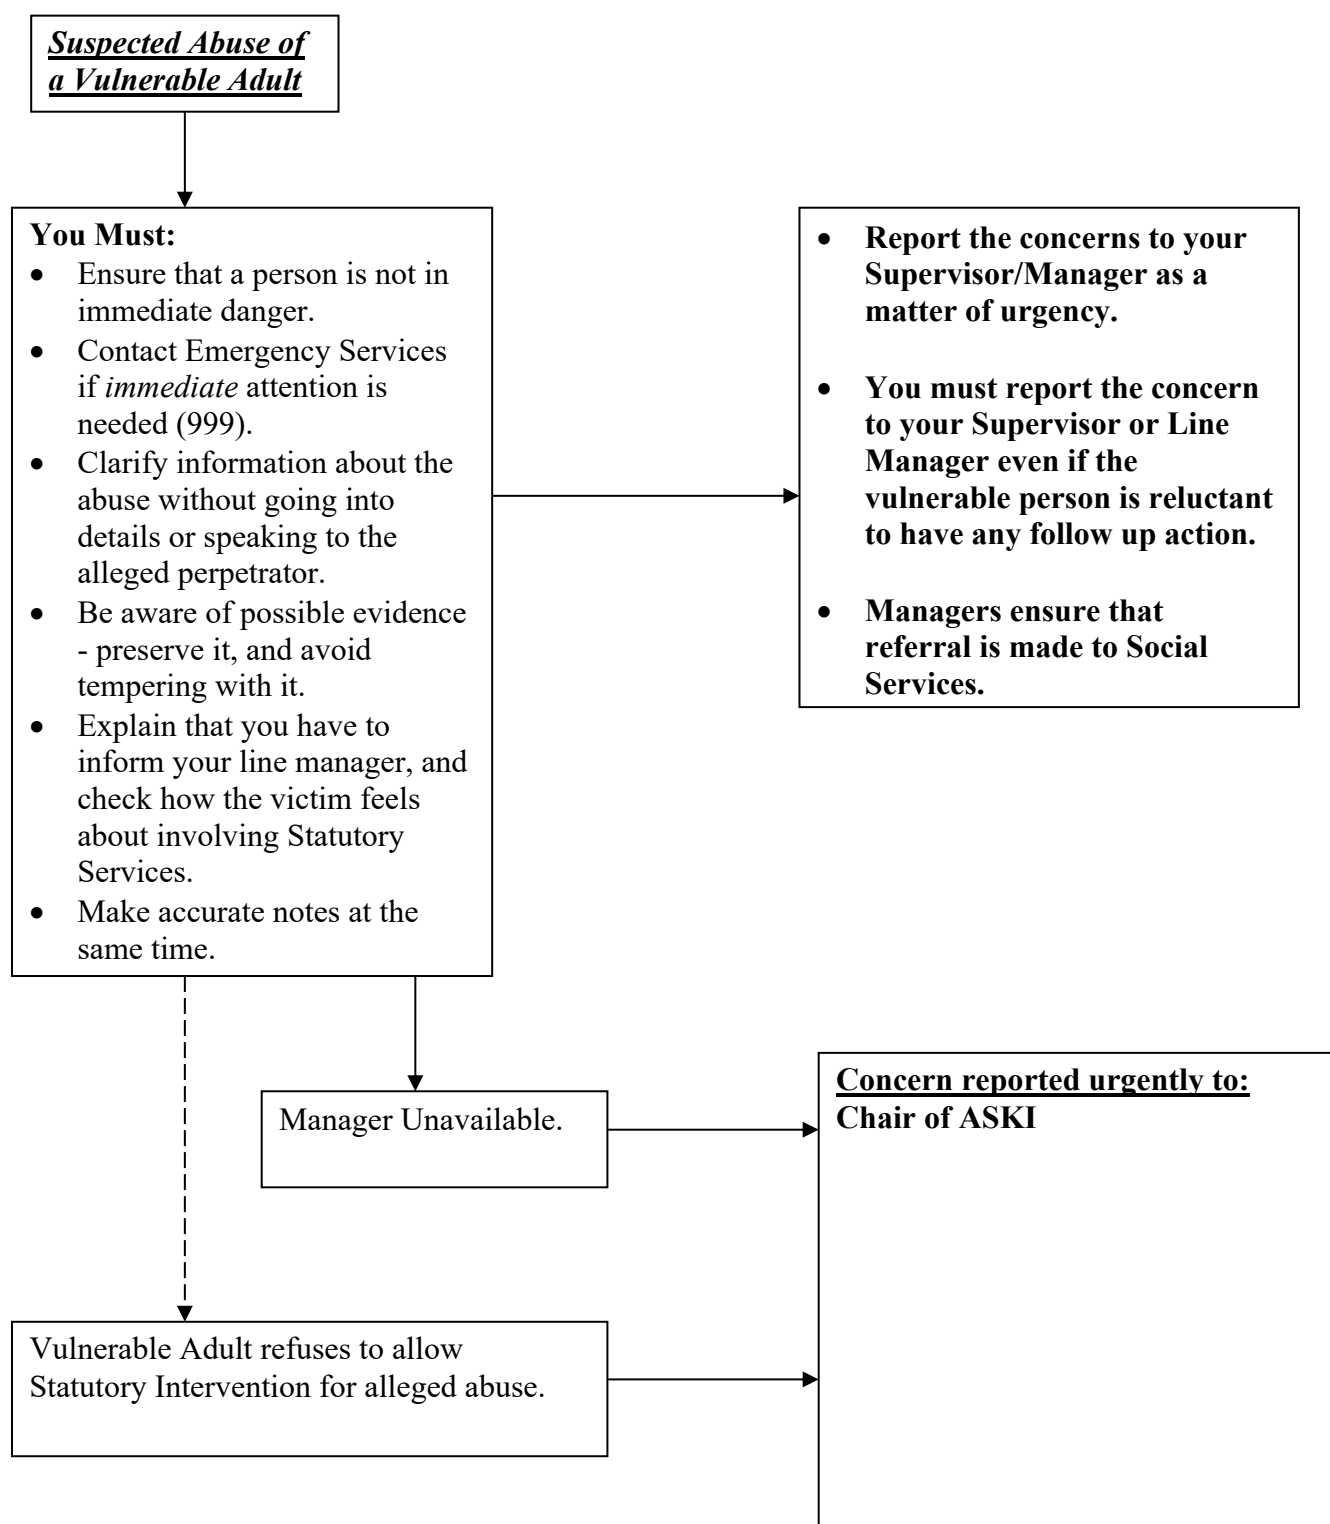 Suspected Abuse of
a Vulnerable Adult
You Must:
• Ensure that a person is not in
immediate danger.
• Contact Emergency Services
if immediate attention is
needed (999).
• Clarify information about the
abuse without going into
details or speaking to the
alleged perpetrator.
• Be aware of possible evidence
- preserve it, and avoid
tempering with it.
• Explain that you have to
inform your line manager, and
check how the victim feels
about involving Statutory
Services.
• Make accurate notes at the
same time.
• Report the concerns to your
Supervisor/Manager as a
matter of urgency.
• You must report the concern
to your Supervisor or Line
Manager even if the
vulnerable person is reluctant
to have any follow up action.
• Managers ensure that
referral is made to Social
Services.
Manager Unavailable.
Concern reported urgently to:
Chair of ASKI
Vulnerable Adult refuses to allow
Statutory Intervention for alleged abuse.